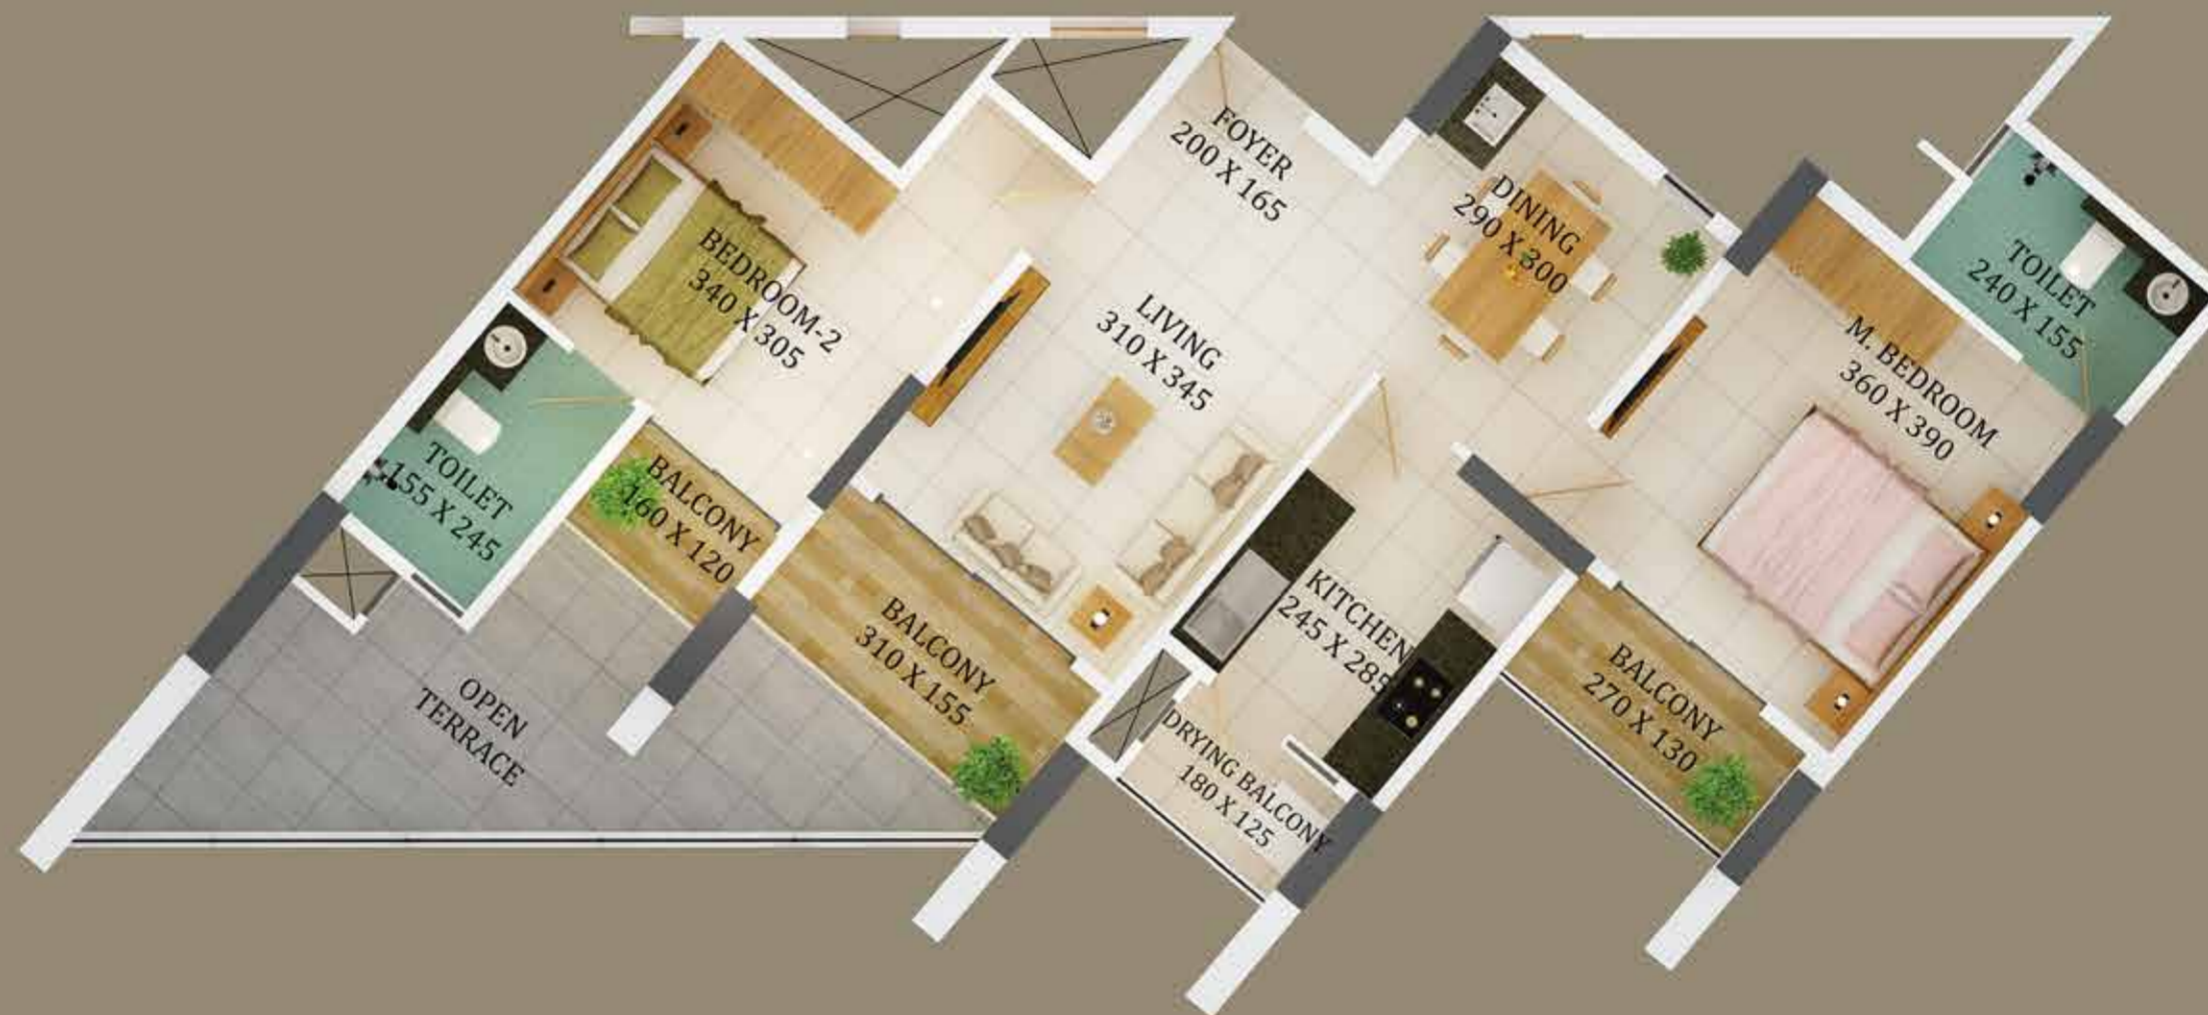 FOYER
200 X 165
DINING
290 X 300
TOILET
240 X 155
BEDROOM-2
340 X 305
LIVING
310 X 345
M. BEDROOM
360 X 390
TOILET
155 X 245
BALCONY
160 X 120
BALCONY
310 X 155
KITCHEN
245 X 285
BALCONY
270 X 130
OPEN
TERRACE
DRYING BALCONY
180 X 125